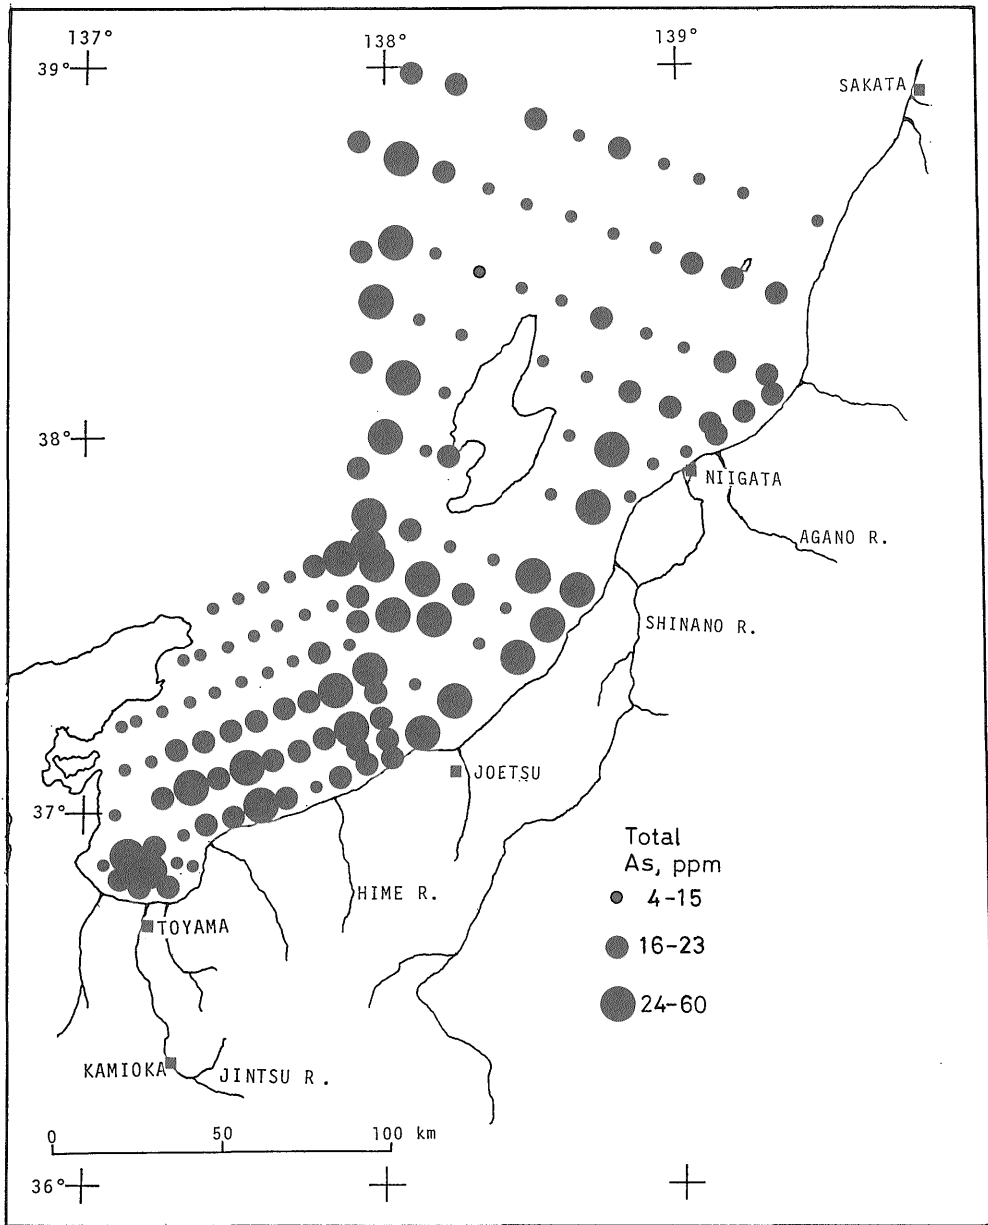 137°
138°
139°
39°
SAKATA
38°
NIIGATA
AGANO R.
SHINANO R.
JOETSU
37°
Total
As, ppm
4-15
HIME R.
TOYAMA
16-23
24-60
KAMIOKA
JINTSU R.
0 50 100 km
36°